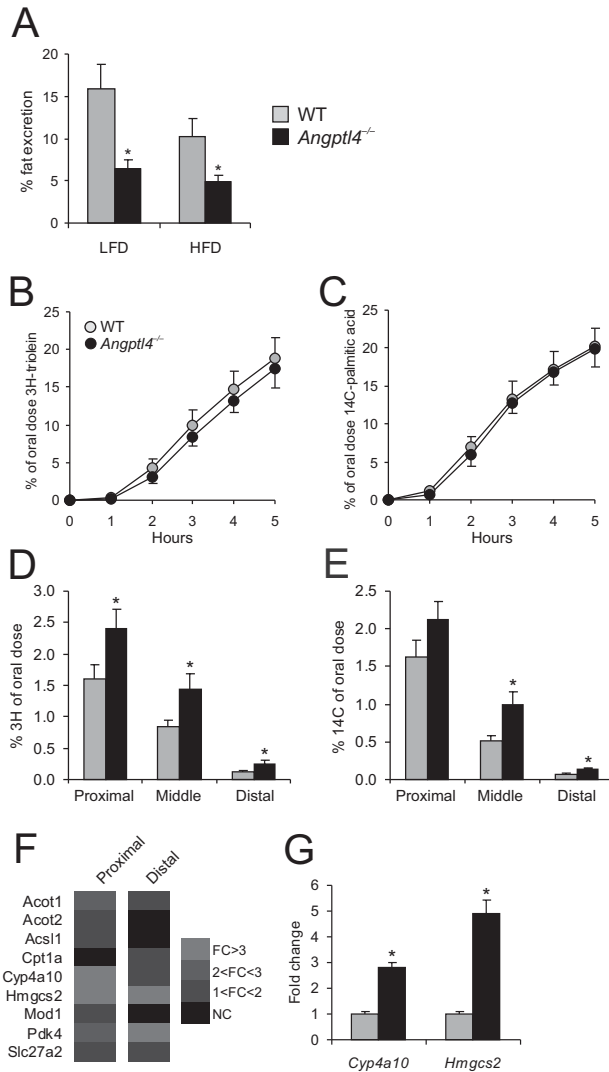 A
% fat excretion
20
15
10
5
0
*
*
LFD
HFD
WT
Angptl4⁻/⁻
B
% of oral dose 3H-triolein
25
20
15
10
5
0
WT
Angptl4⁻/⁻
0 1 2 3 4 5
Hours
C
% of oral dose 14C-palmitic acid
25
20
15
10
5
0
0 1 2 3 4 5
Hours
D
% 3H of oral dose
3.0
2.5
2.0
1.5
1.0
0.5
0.0
*
*
*
Proximal Middle Distal
E
% 14C of oral dose
2.5
2.0
1.5
1.0
0.5
0.0
*
*
Proximal Middle Distal
F
Proximal
Distal
Acot1
Acot2
Acsl1
Cpt1a
Cyp4a10
Hmgcs2
Mod1
Pdk4
Slc27a2
FC>3
2<FC<3
1<FC<2
NC
G
Fold change
6
5
4
3
2
1
0
*
*
Cyp4a10 Hmgcs2